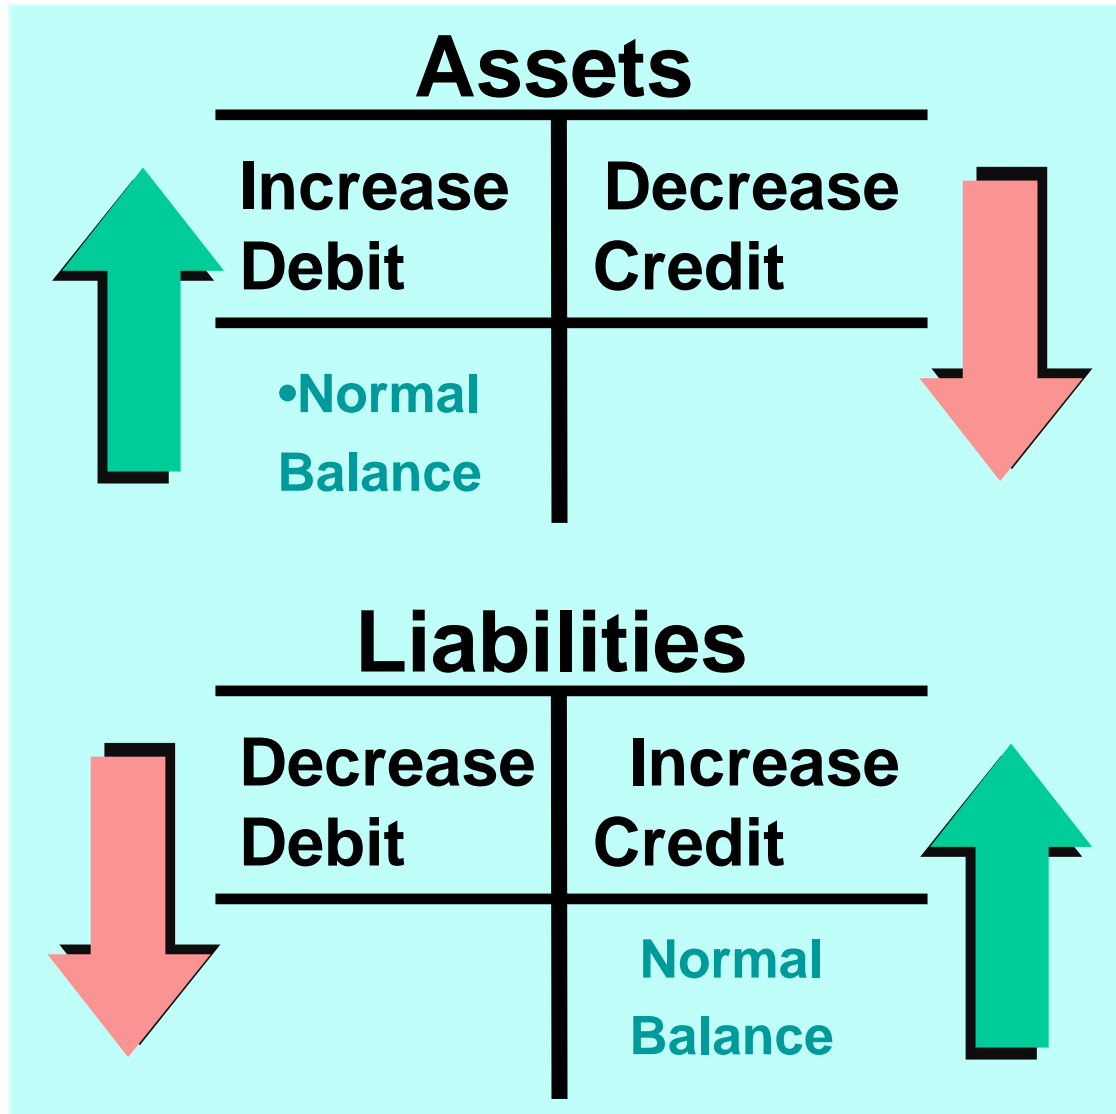 Assets
Increase Decrease
Debit Credit
•Normal
Balance
Liabilities
Decrease Increase
Debit Credit
Normal
Balance